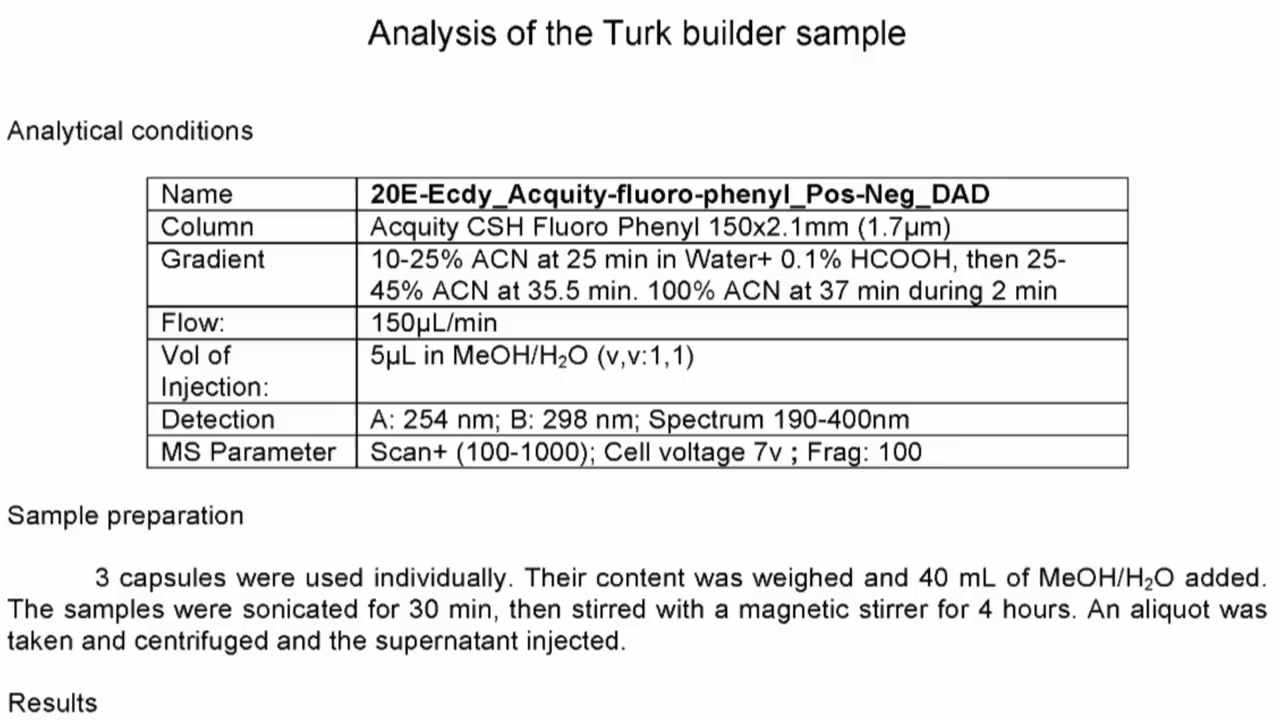 Analysis of the Turk builder sample
Analytical conditions
Name 20E-Ecdy_Acquity-fluoro-phenyl_Pos-Neg_DAD
Column Acquity CSH Fluoro Phenyl 150x2.1mm (1.7µm)
Gradient 10-25% ACN at 25 min in Water+ 0.1% HCOOH, then 25-
45% ACN at 35.5 min. 100% ACN at 37 min during 2 min
Flow: 150µL/min
Vol of 5µL in MeOH/H₂O (v,v:1,1)
Injection:
Detection A: 254 nm; B: 298 nm; Spectrum 190-400nm
MS Parameter Scan+ (100-1000); Cell voltage 7v ; Frag: 100
Sample preparation
3 capsules were used individually. Their content was weighed and 40 mL of MeOH/H₂O added.
The samples were sonicated for 30 min, then stirred with a magnetic stirrer for 4 hours. An aliquot was
taken and centrifuged and the supernatant injected.
Results